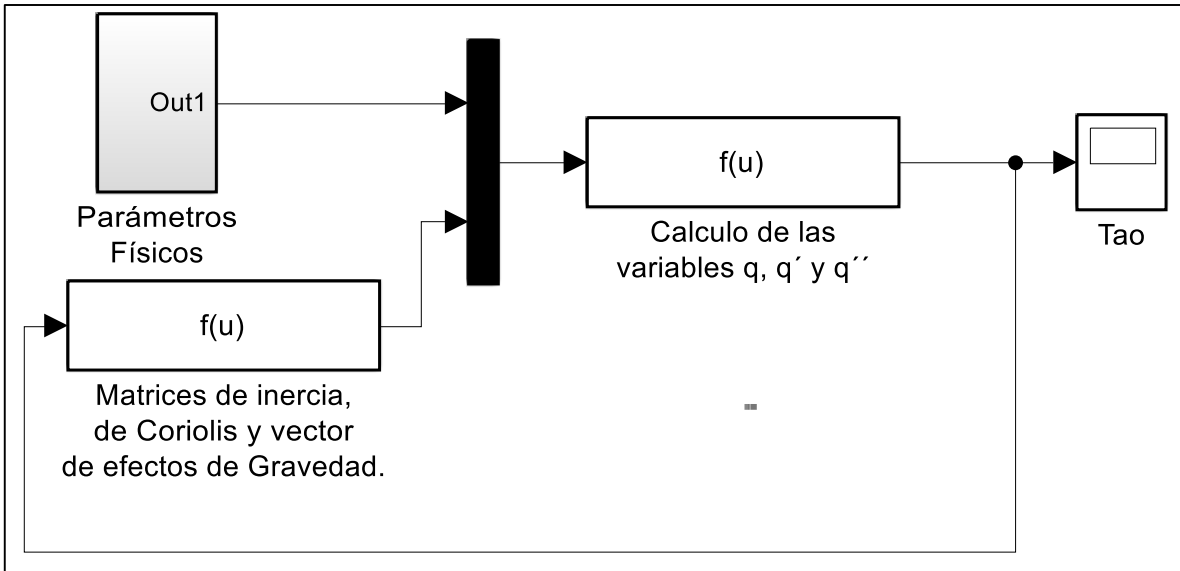 Out1
Parámetros
Físicos
f(u)
Calculo de las
variables q, q´ y q´´
Tao
f(u)
Matrices de inercia,
de Coriolis y vector
de efectos de Gravedad.